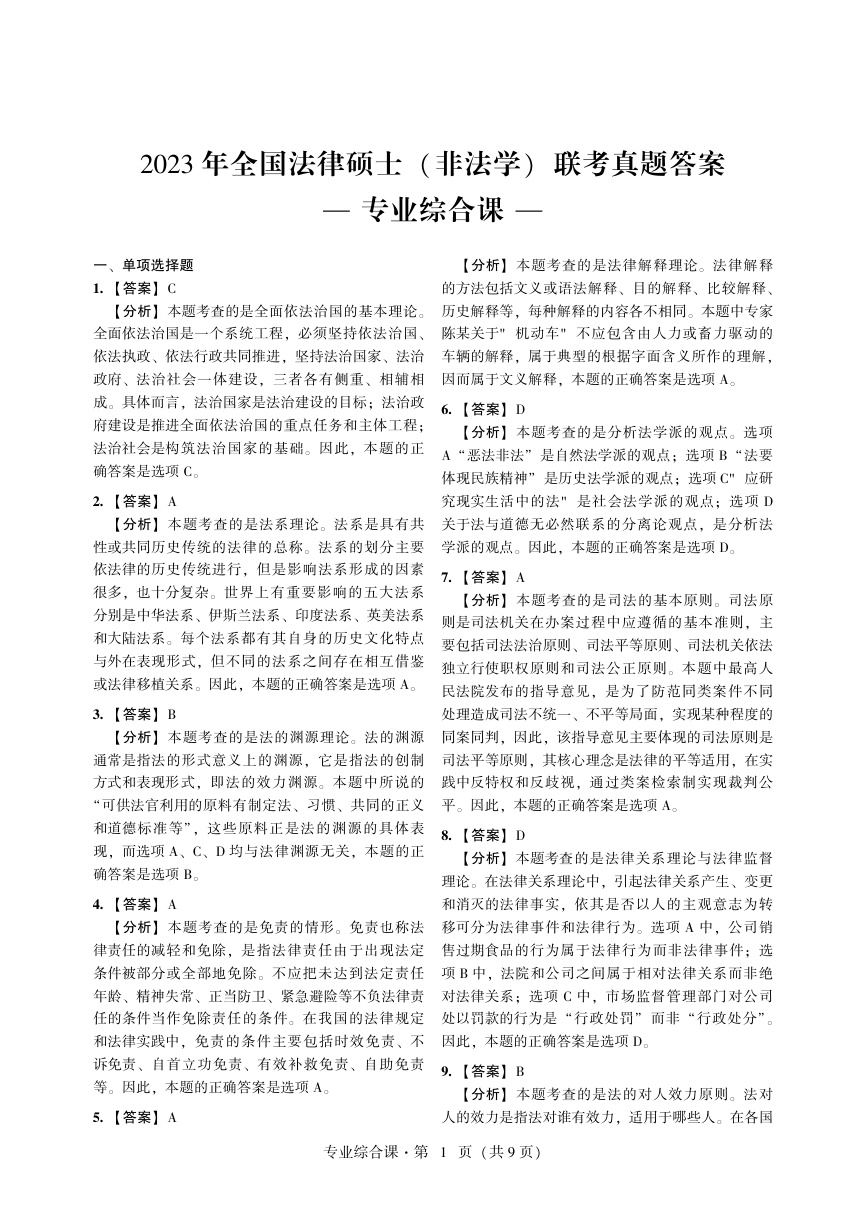 2023 年全国法律硕士（非法学）联考真题答案
— 专业综合课 —
一、单项选择题
1. 【答案】C
【分析】本题考查的是全面依法治国的基本理论。
全面依法治国是一个系统工程，必须坚持依法治国、
依法执政、依法行政共同推进，坚持法治国家、法治
政府、法治社会一体建设，三者各有侧重、相辅相
成。具体而言，法治国家是法治建设的目标；法治政
府建设是推进全面依法治国的重点任务和主体工程；
法治社会是构筑法治国家的基础。因此，本题的正
确答案是选项 C。
2. 【答案】A
【分析】本题考查的是法系理论。法系是具有共
性或共同历史传统的法律的总称。法系的划分主要
依法律的历史传统进行，但是影响法系形成的因素
很多，也十分复杂。世界上有重要影响的五大法系
分别是中华法系、伊斯兰法系、印度法系、英美法系
和大陆法系。每个法系都有其自身的历史文化特点
与外在表现形式，但不同的法系之间存在相互借鉴
或法律移植关系。因此，本题的正确答案是选项 A。
3. 【答案】B
【分析】本题考查的是法的渊源理论。法的渊源
通常是指法的形式意义上的渊源，它是指法的创制
方式和表现形式，即法的效力渊源。本题中所说的
“可供法官利用的原料有制定法、习惯、共同的正义
和道德标准等”，这些原料正是法的渊源的具体表
现，而选项 A、C、D 均与法律渊源无关，本题的正
确答案是选项 B。
4. 【答案】A
【分析】本题考查的是免责的情形。免责也称法
律责任的减轻和免除，是指法律责任由于出现法定
条件被部分或全部地免除。不应把未达到法定责任
年龄、精神失常、正当防卫、紧急避险等不负法律责
任的条件当作免除责任的条件。在我国的法律规定
和法律实践中，免责的条件主要包括时效免责、不
诉免责、自首立功免责、有效补救免责、自助免责
等。因此，本题的正确答案是选项 A。
5. 【答案】A
【分析】本题考查的是法律解释理论。法律解释
的方法包括文义或语法解释、目的解释、比较解释、
历史解释等，每种解释的内容各不相同。本题中专家
陈某关于" 机动车" 不应包含由人力或畜力驱动的
车辆的解释，属于典型的根据字面含义所作的理解，
因而属于文义解释，本题的正确答案是选项 A。
6. 【答案】D
【分析】本题考查的是分析法学派的观点。选项
A“恶法非法”是自然法学派的观点；选项 B“法要
体现民族精神”是历史法学派的观点；选项 C" 应研
究现实生活中的法" 是社会法学派的观点；选项 D
关于法与道德无必然联系的分离论观点，是分析法
学派的观点。因此，本题的正确答案是选项 D。
7. 【答案】A
【分析】本题考查的是司法的基本原则。司法原
则是司法机关在办案过程中应遵循的基本准则，主
要包括司法法治原则、司法平等原则、司法机关依法
独立行使职权原则和司法公正原则。本题中最高人
民法院发布的指导意见，是为了防范同类案件不同
处理造成司法不统一、不平等局面，实现某种程度的
同案同判，因此，该指导意见主要体现的司法原则是
司法平等原则，其核心理念是法律的平等适用，在实
践中反特权和反歧视，通过类案检索制实现裁判公
平。因此，本题的正确答案是选项 A。
8. 【答案】D
【分析】本题考查的是法律关系理论与法律监督
理论。在法律关系理论中，引起法律关系产生、变更
和消灭的法律事实，依其是否以人的主观意志为转
移可分为法律事件和法律行为。选项 A 中，公司销
售过期食品的行为属于法律行为而非法律事件；选
项 B 中，法院和公司之间属于相对法律关系而非绝
对法律关系；选项 C 中，市场监督管理部门对公司
处以罚款的行为是“行政处罚”而非“行政处分”。
因此，本题的正确答案是选项 D。
9. 【答案】B
【分析】本题考查的是法的对人效力原则。法对
人的效力是指法对谁有效力，适用于哪些人。在各国
专业综合课·第 1 页（共 9 页）